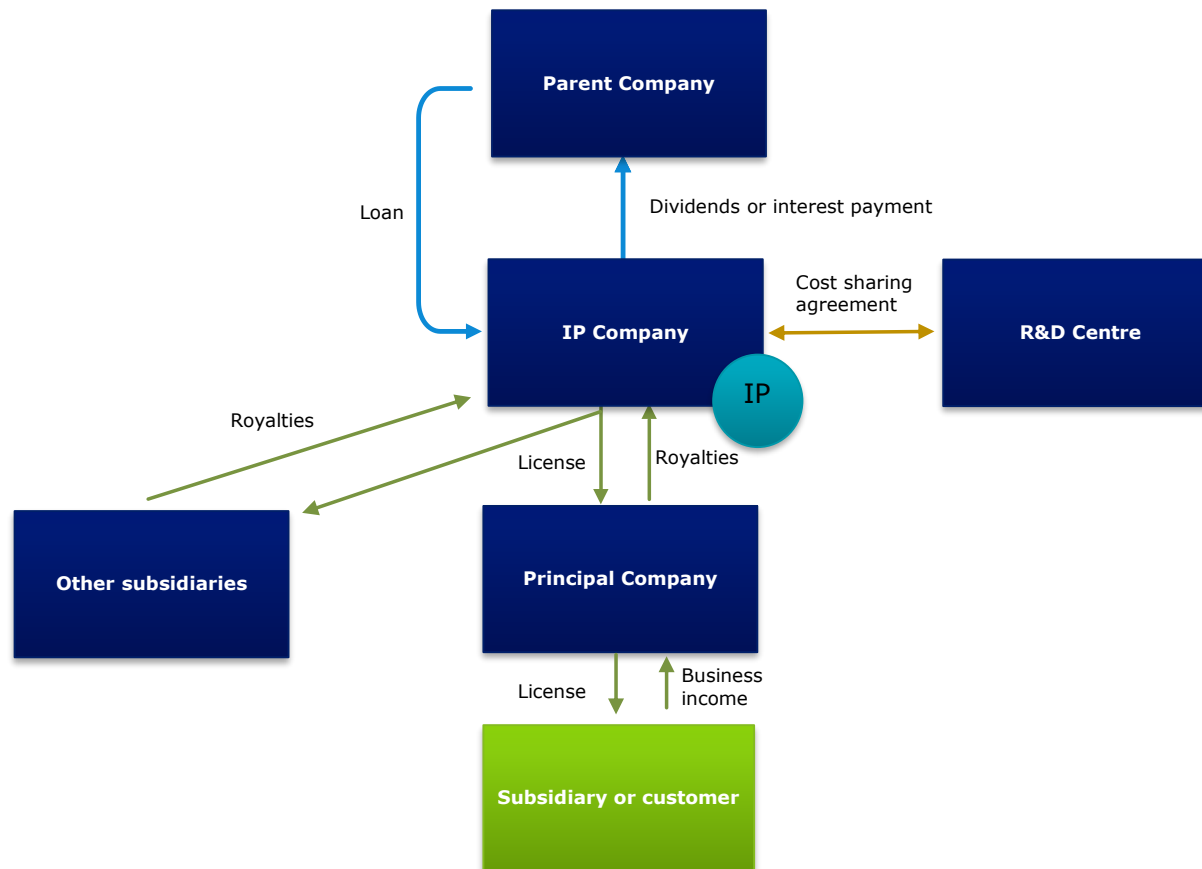 Parent Company
Loan
Dividends or interest payment
IP Company
Cost sharing
agreement
R&D Centre
IP
Royalties
License
Royalties
Other subsidiaries
Principal Company
License
Business
income
Subsidiary or customer